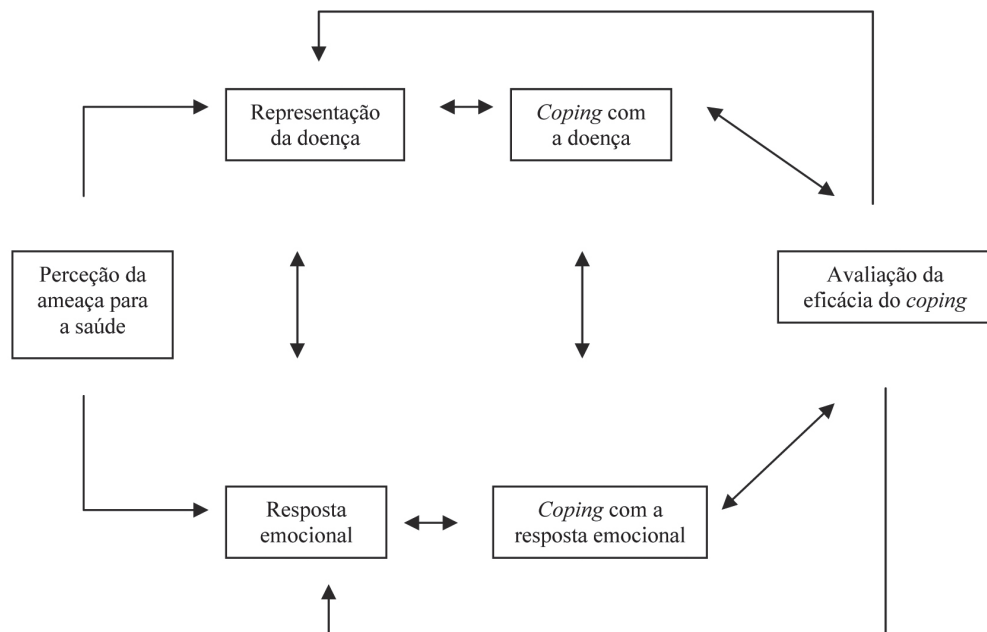 Representação
da doença
Coping com
a doença
Perceção da
ameaça para
a saúde
Avaliação da
eficácia do coping
Resposta
emocional
Coping com a
resposta emocional